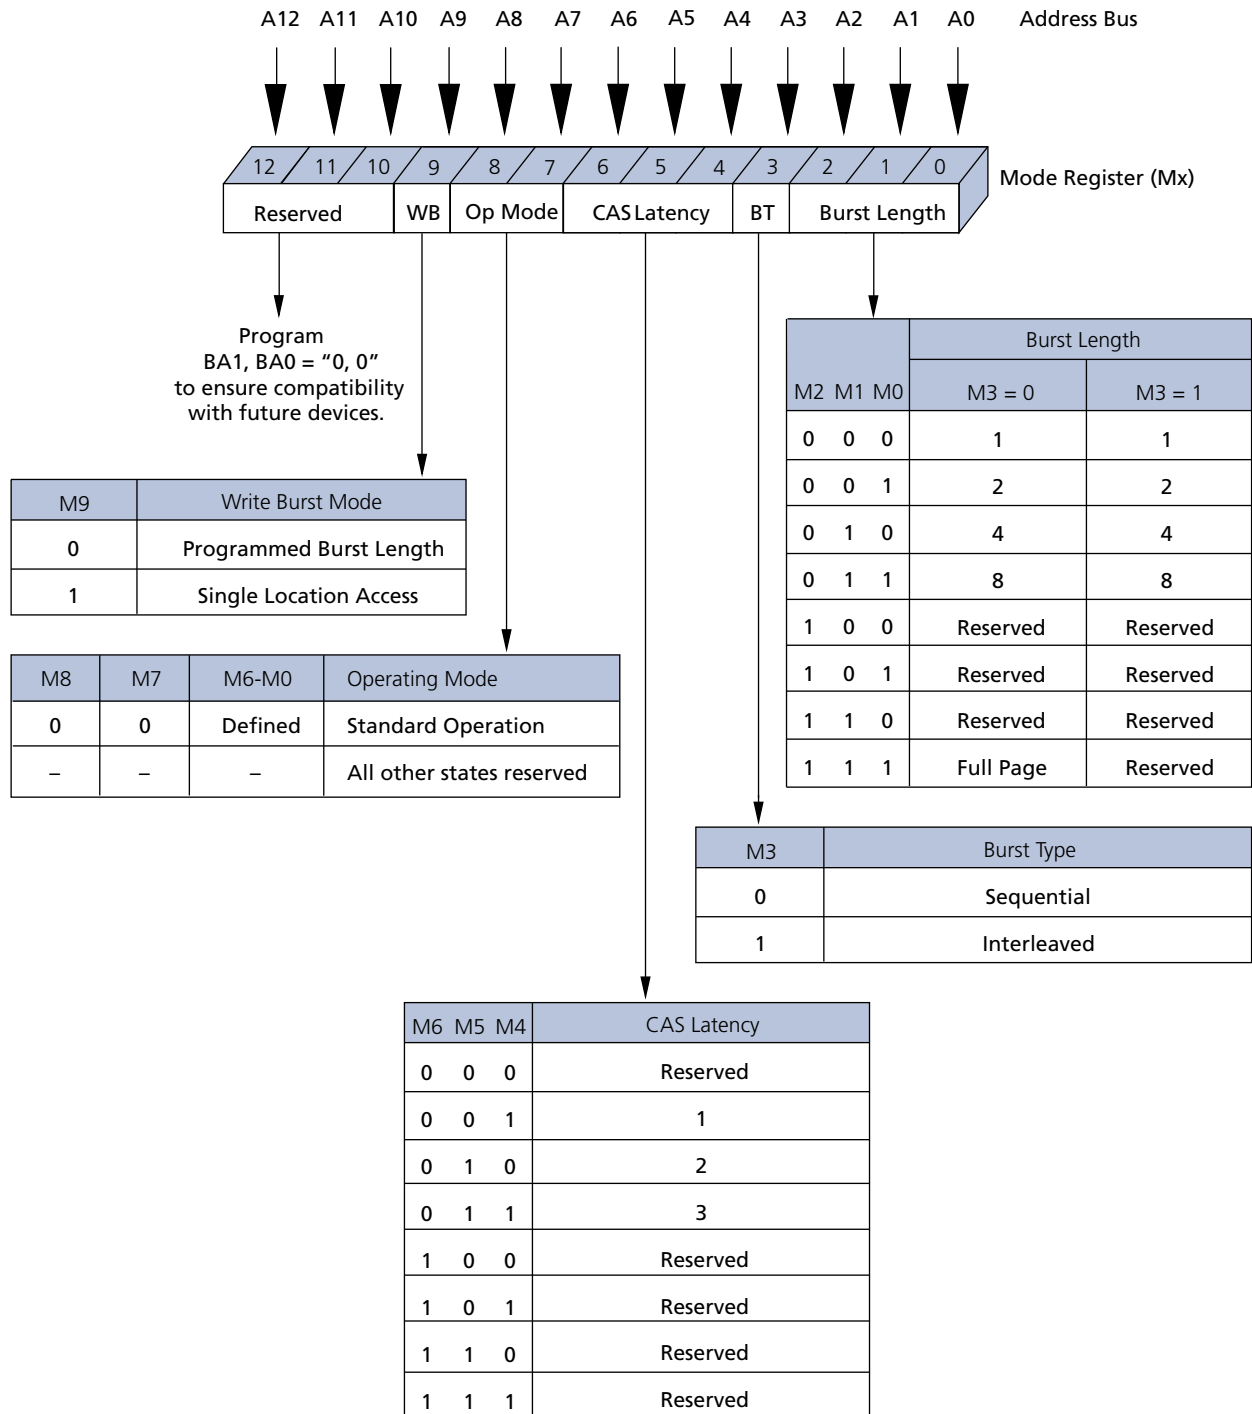 A12 A11 A10 A9 A8 A7 A6 A5 A4 A3 A2 A1 A0 Address Bus
12 11 10 9 8 7 6 5 4 3 2 1 0
Mode Register (Mx)
Reserved WB Op Mode CAS Latency BT Burst Length
Program
BA1, BA0 = “0, 0”
to ensure compatibility
with future devices.
Burst Length
M2 M1 M0 M3 = 0 M3 = 1
0 0 0 1 1
0 0 1 2 2
0 1 0 4 4
0 1 1 8 8
1 0 0 Reserved Reserved
1 0 1 Reserved Reserved
1 1 0 Reserved Reserved
1 1 1 Full Page Reserved
M9 Write Burst Mode
0 Programmed Burst Length
1 Single Location Access
M8 M7 M6-M0 Operating Mode
0 0 Defined Standard Operation
– – – All other states reserved
M3 Burst Type
0 Sequential
1 Interleaved
M6 M5 M4 CAS Latency
0 0 0 Reserved
0 0 1 1
0 1 0 2
0 1 1 3
1 0 0 Reserved
1 0 1 Reserved
1 1 0 Reserved
1 1 1 Reserved